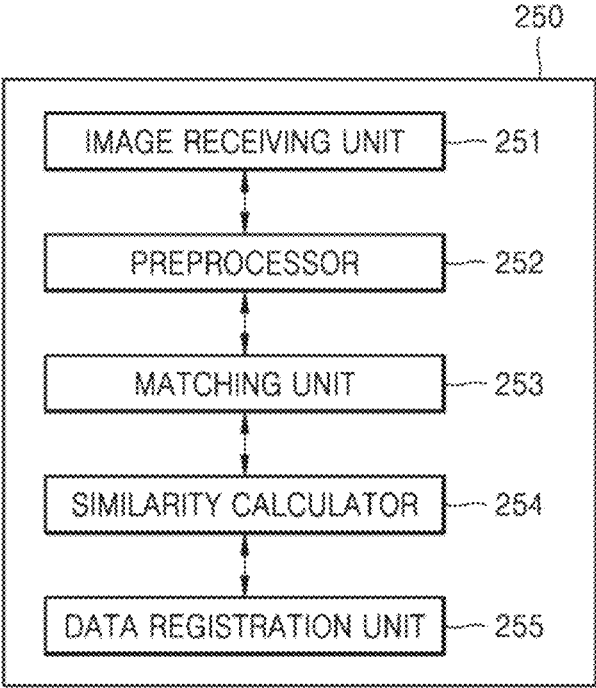 250
IMAGE RECEIVING UNIT 251
PREPROCESSOR 252
MATCHING UNIT 253
SIMILARITY CALCULATOR 254
DATA REGISTRATION UNIT 255